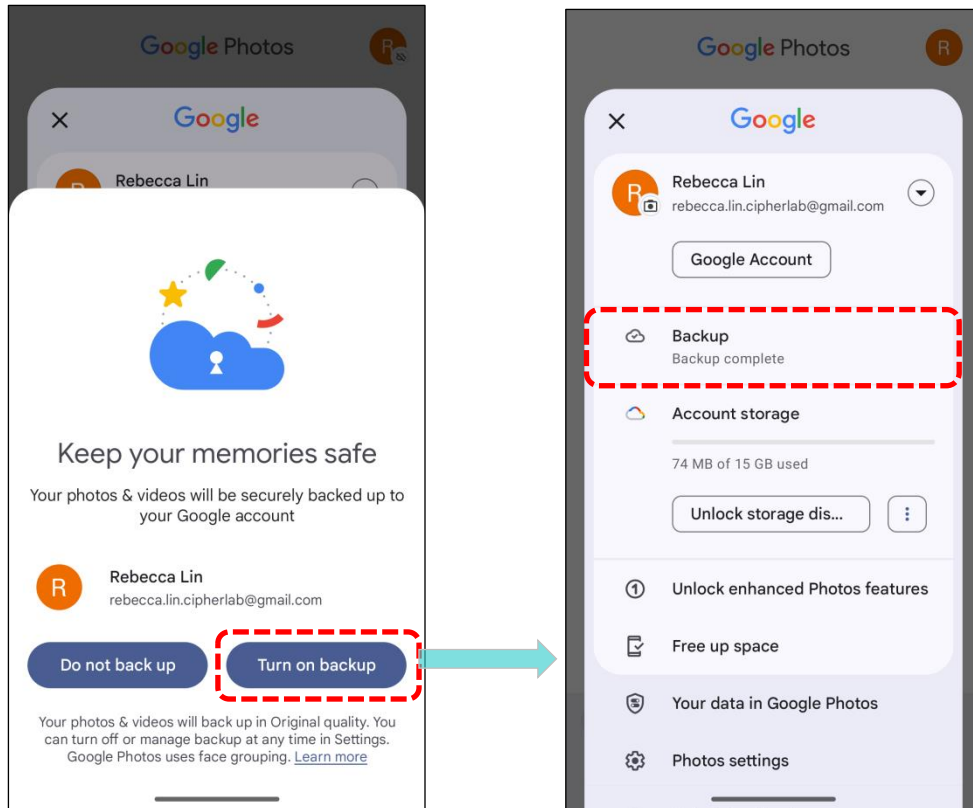 Google Photos
R
Google
Rebecca Lin
Keep your memories safe
Your photos & videos will be securely backed up to
your Google account
R
Rebecca Lin
rebecca.lin.cipherlab@gmail.com
Do not back up
Turn on backup
Your photos & videos will back up in Original quality. You
can turn off or manage backup at any time in Settings.
Google Photos uses face grouping. Learn more
Google Photos
R
Google
R
Rebecca Lin
rebecca.lin.cipherlab@gmail.com
Google Account
Backup
Backup complete
Account storage
74 MB of 15 GB used
Unlock storage dis...
1
Unlock enhanced Photos features
Free up space
Your data in Google Photos
Photos settings